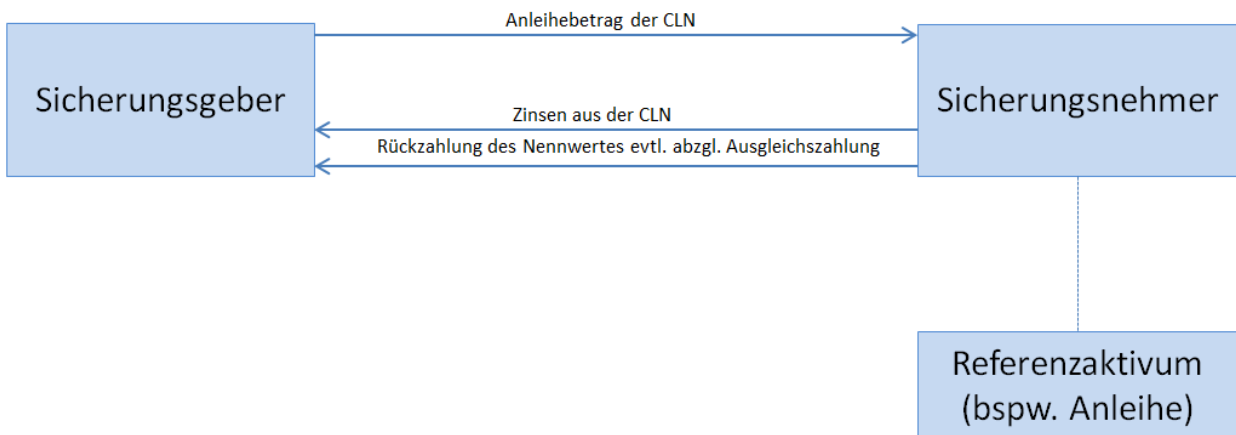 Anleihebetrag der CLN
Sicherungsgeber
Sicherungsnehmer
Zinsen aus der CLN
Rückzahlung des Nennwertes evtl. abzgl. Ausgleichszahlung
Referenzaktivum
(bspw. Anleihe)